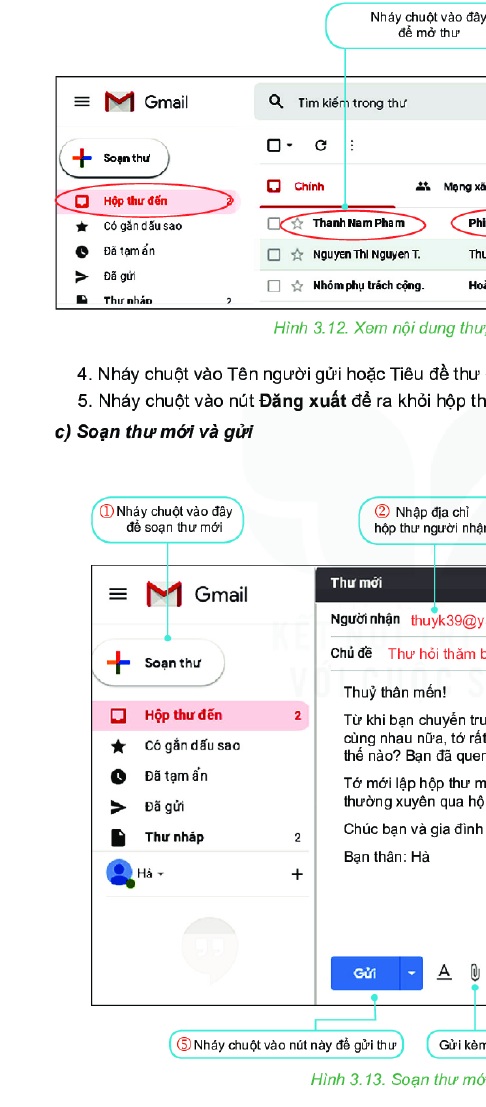 Nháy chuột vào đây
để mở thư
Gmail
Tìm kiếm trong thư
Soạn thư
Hộp thư đến 2
Chính
Mạng xã
Có gắn dấu sao
Thanh Nam Pham
Đã tạm ẩn
Nguyen Thi Nguyen T.
Đã gửi
Nhóm phụ trách cộng.
Thư nháp 2
Hình 3.12. Xem nội dung thư
4. Nháy chuột vào Tên người gửi hoặc Tiêu đề thư
5. Nháy chuột vào nút Đăng xuất để ra khỏi hộp th
c) Soạn thư mới và gửi
① Nháy chuột vào đây
để soạn thư mới
② Nhập địa chỉ
hộp thư người nhận
Gmail
Thư mới
Người nhận thuyk39@y
Chủ đề Thư hỏi thăm b
Soạn thư
Hộp thư đến 2
Có gắn dấu sao
Đã tạm ẩn
Đã gửi
Thư nháp 2
Hà
Thuỷ thân mến!
Từ khi bạn chuyển trư
cùng nhau nữa, tớ rất
thế nào? Bạn đã quen
Tớ mới lập hộp thư m
thường xuyên qua hộ
Chúc bạn và gia đình
Bạn thân: Hà
Gửi
⑤ Nháy chuột vào nút này để gửi thư
Gửi kèm
Hình 3.13. Soạn thư mớ